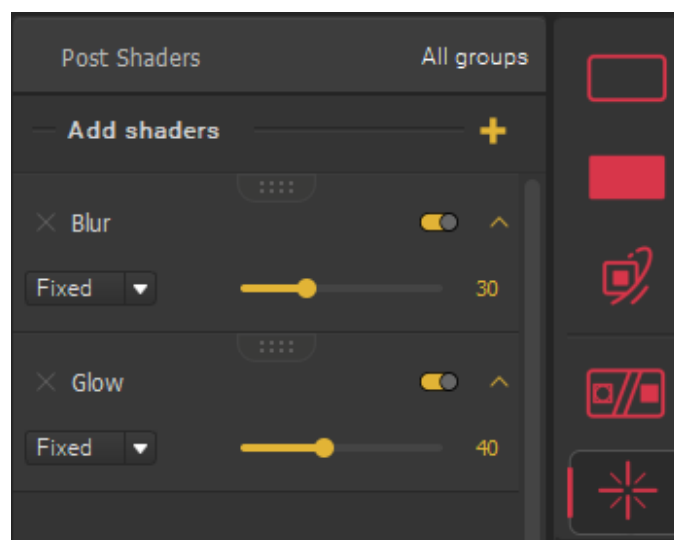 Post Shaders All groups
Add shaders
Blur
Fixed 30
Glow
Fixed 40